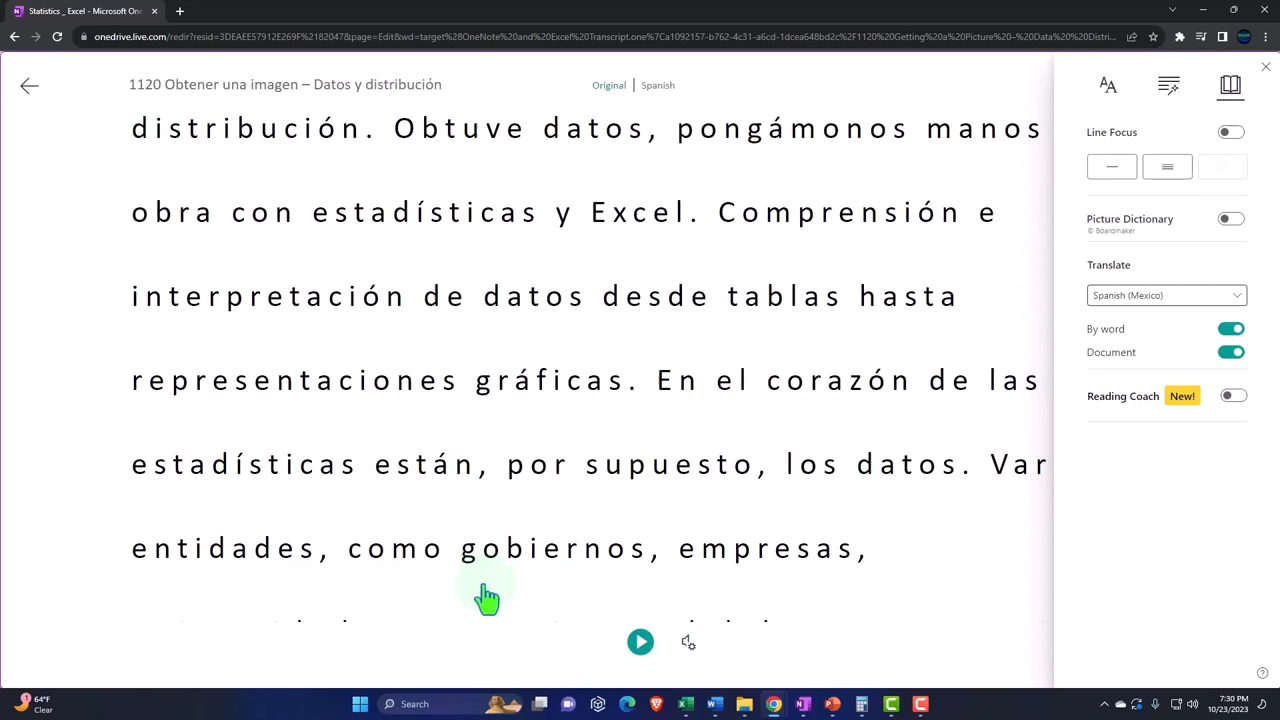 Statistics _ Excel - Microsoft On
onedrive.live.com/redir?resid=3DEAEE57912E269F%2182047&page=Edit&wd=target%28OneNote%20and%20Excel%20Transcript.one%7Ca1092157-b762-4c31-a6cd-1dcea648bd2c%2F1120%20Getting%20a%20Picture%20–%20Data%20%20Distri...
1120 Obtener una imagen – Datos y distribución
Original | Spanish
distribución. Obtuve datos, pongámonos manos
obra con estadísticas y Excel. Comprensión e
interpretación de datos desde tablas hasta
representaciones gráficas. En el corazón de las
estadísticas están, por supuesto, los datos. Var
entidades, como gobiernos, empresas,
Line Focus
Picture Dictionary
© Boardmaker
Translate
Spanish (Mexico)
By word
Document
Reading Coach New!
64°F
Clear
Search
7:30 PM
10/23/2023